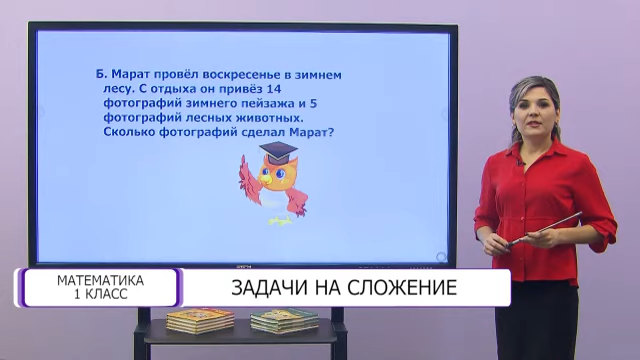 Б. Марат провёл воскресенье в зимнем
лесу. С отдыха он привёз 14
фотографий зимнего пейзажа и 5
фотографий лесных животных.
Сколько фотографий сделал Марат?
МАТЕМАТИКА
1 КЛАСС
ЗАДАЧИ НА СЛОЖЕНИЕ